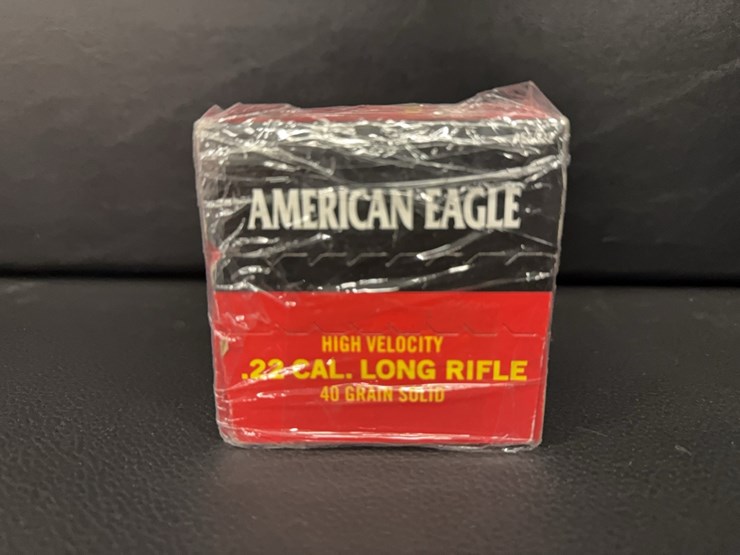 AMERICAN EAGLE
HIGH VELOCITY
.22 CAL. LONG RIFLE
40 GRAIN SOLID